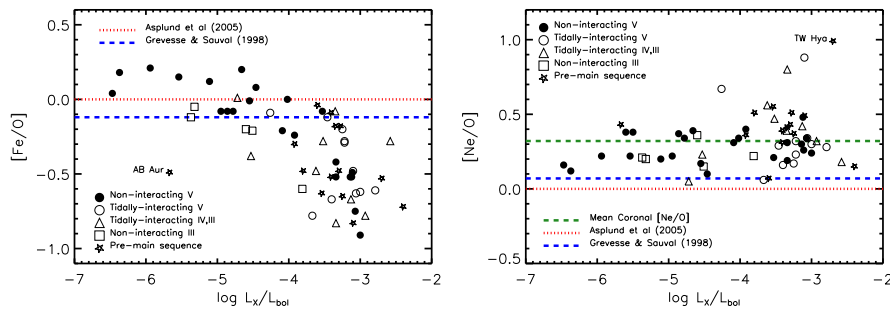 Asplund et al (2005)
Grevesse & Sauval (1998)
0.5
0.0
−0.5
−1.0
[Fe/O]
AB Aur
Non-interacting V
Tidally-interacting V
Tidally-interacting IV,III
Non-interacting III
Pre-main sequence
−7 −6 −5 −4 −3 −2
log Lx/Lbol
Non-interacting V
Tidally-interacting V
Tidally-interacting IV,III
Non-interacting III
Pre-main sequence
TW Hya
1.0
0.5
0.0
−0.5
[Ne/O]
Mean Coronal [Ne/O]
Asplund et al (2005)
Grevesse & Sauval (1998)
−7 −6 −5 −4 −3 −2
log Lx/Lbol